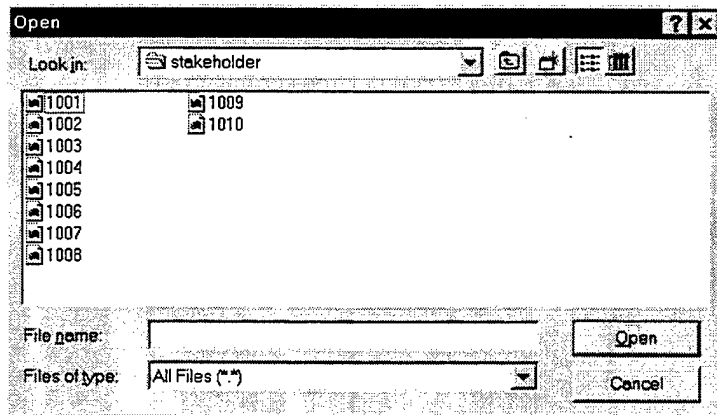 Open
Look in: stakeholder
1001 1009
1002 1010
1003
1004
1005
1006
1007
1008
File name:
Open
Files of type: All Files (*.*)
Cancel